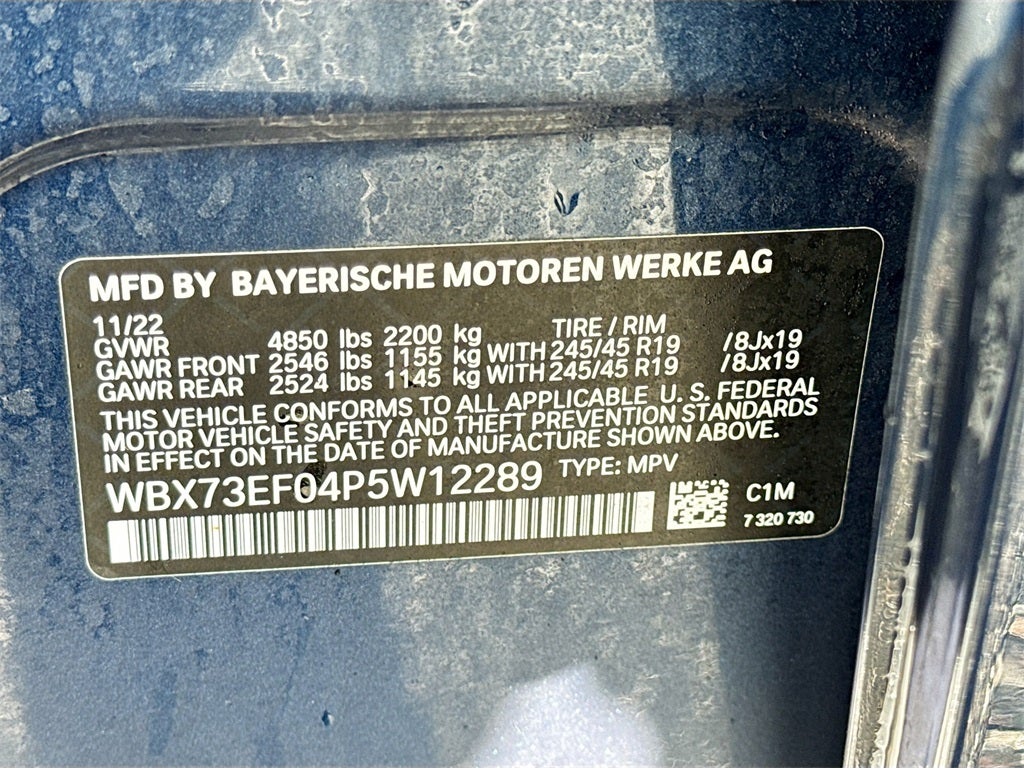 MFD BY BAYERISCHE MOTOREN WERKE AG
11/22 TIRE / RIM
GVWR 4850 lbs 2200 kg
GAWR FRONT 2546 lbs 1155 kg WITH 245/45 R19 /8Jx19
GAWR REAR 2524 lbs 1145 kg WITH 245/45 R19 /8Jx19
THIS VEHICLE CONFORMS TO ALL APPLICABLE U. S. FEDERAL
MOTOR VEHICLE SAFETY AND THEFT PREVENTION STANDARDS
IN EFFECT ON THE DATE OF MANUFACTURE SHOWN ABOVE.
WBX73EF04P5W12289 TYPE: MPV
C1M
7 320 730